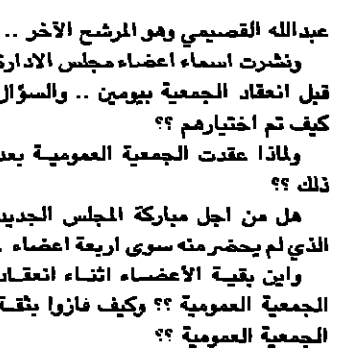 عبدالله القصيمي وهو المرشح الآخر ..
ونشرت اسماء اعضاء مجلس الادارة
قبل انعقاد الجمعية بيومين .. والسؤال
كيف تم اختيارهم ؟؟
ولماذا عقدت الجمعية العمومية بعد
ذلك ؟؟
هل من اجل مباركة المجلس الجديد
الذي لم يحضر منه سوى اربعة اعضاء .
واين بقية الأعضاء اثناء انعقاد
الجمعية العمومية ؟؟ وكيف فازوا بثقة
الجمعية العمومية ؟؟